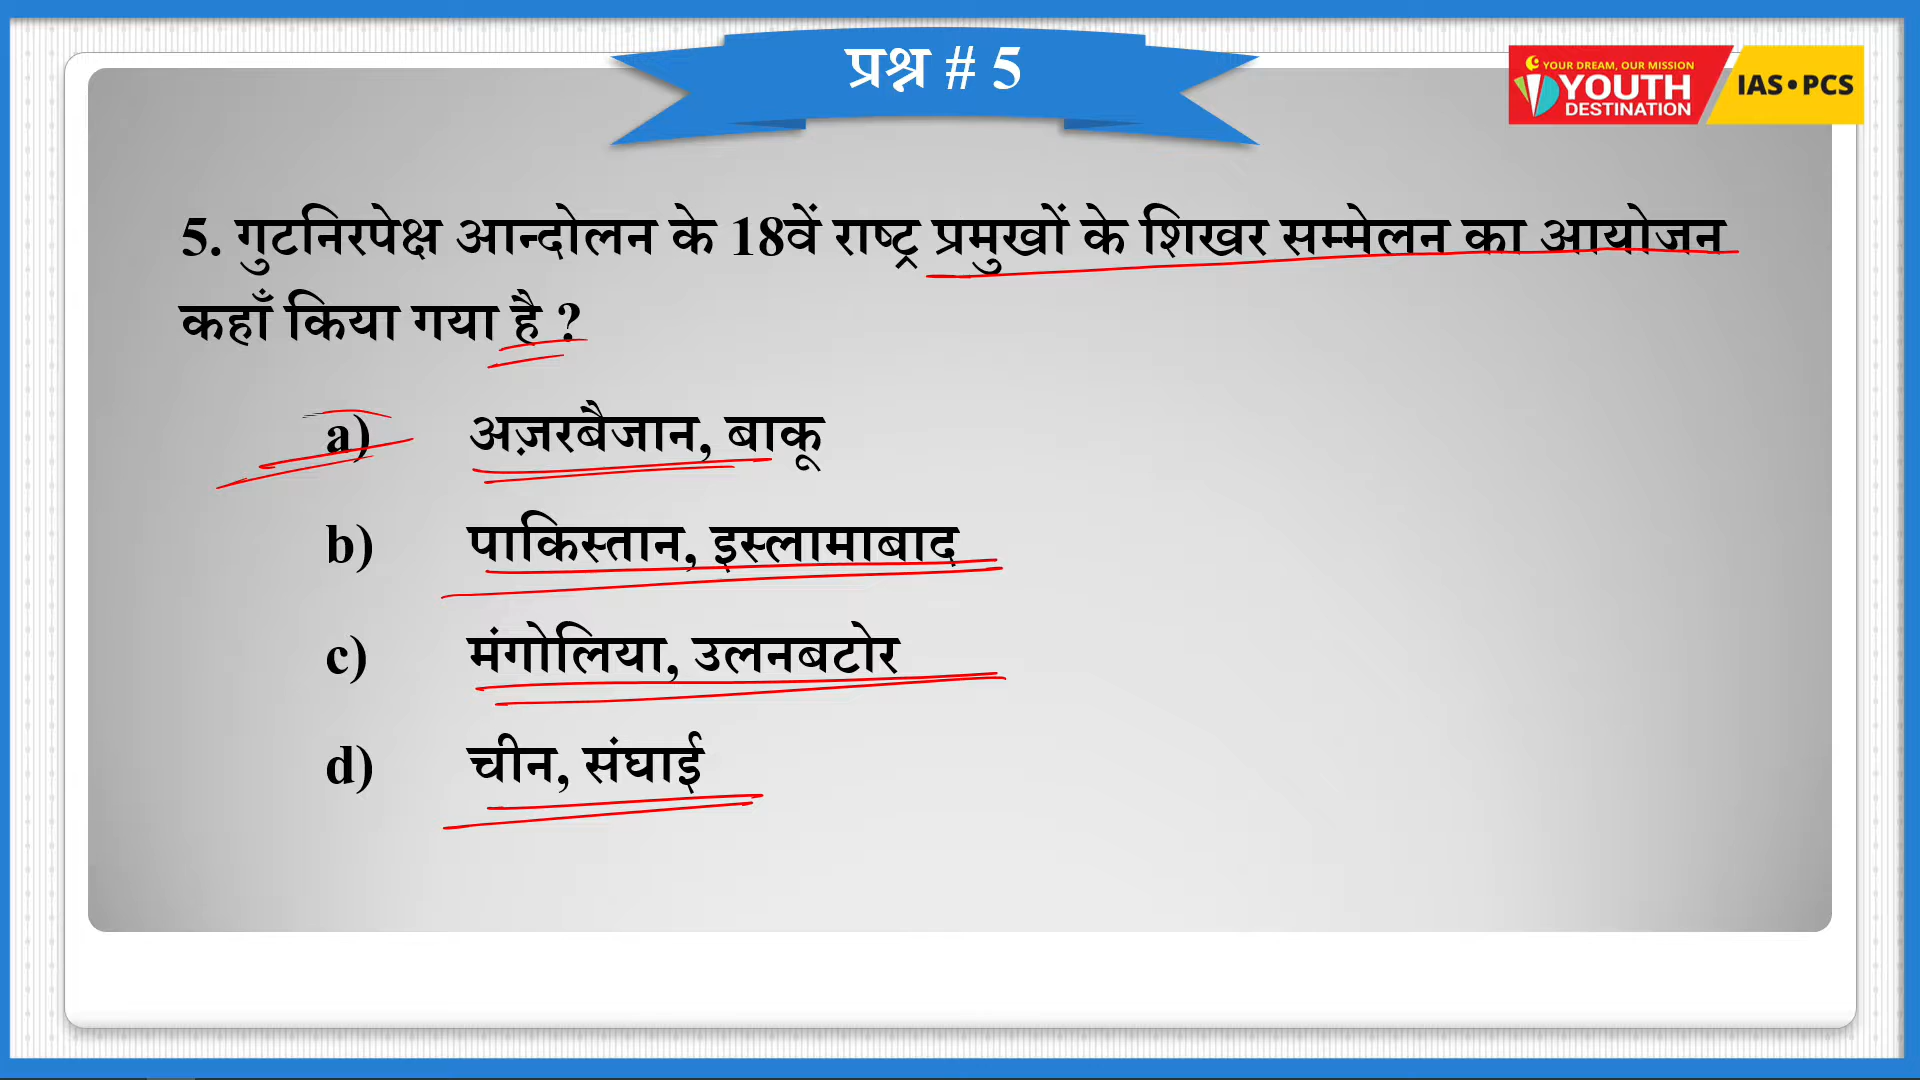 प्रश्न # 5
YOUR DREAM, OUR MISSION
YOUTH
DESTINATION
IAS•PCS
5. गुटनिरपेक्ष आन्दोलन के 18वें राष्ट्र प्रमुखों के शिखर सम्मेलन का आयोजन
कहाँ किया गया है ?
a) अज़रबैजान, बाकू
b) पाकिस्तान, इस्लामाबाद
c) मंगोलिया, उलनबटोर
d) चीन, संघाई